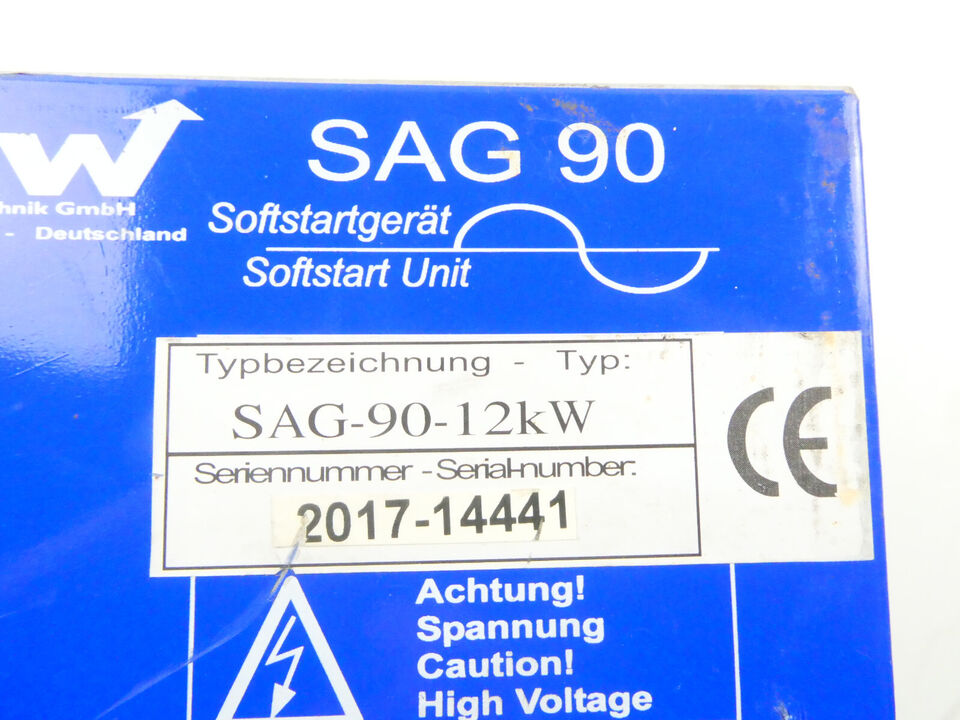 W
SAG 90
hnik GmbH
- Deutschland
Softstartgerät
Softstart Unit
Typbezeichnung - Typ:
SAG-90-12kW
Seriennummer - Serial-number:
2017-14441
CE
Achtung!
Spannung
Caution!
High Voltage